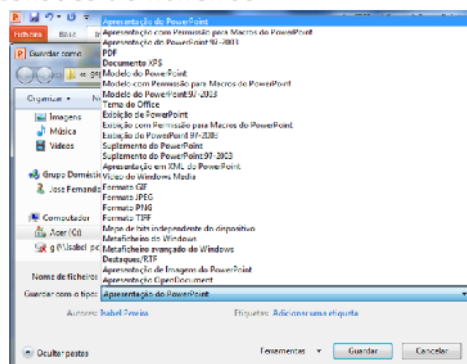 Apresentação do PowerPoint
Apresentação com Permissão para Macros do PowerPoint
Apresentação do PowerPoint 97-2003
PDF
Documento XPS
Modelo do PowerPoint
Modelo com Permissão para Macros do PowerPoint
Modelo do PowerPoint 97-2003
Tema do Office
Exibição do PowerPoint
Exibição com Permissão para Macros do PowerPoint
Exibição do PowerPoint 97-2003
Suplemento do PowerPoint
Suplemento do PowerPoint 97-2003
Apresentação em XML do PowerPoint
Vídeo do Windows Media
Formato GIF
Formato JPEG
Formato PNG
Formato TIFF
Mapa de bits independente do dispositivo
Metaficheiro do Windows
Metaficheiro avançado do Windows
Destaques/RTF
Apresentação de Imagens do PowerPoint
Apresentação OpenDocument
Ficheiro
Base
Guardar como
Organizar
Imagens
Música
Vídeos
Grupo Domésti
Jose Fernand
Computador
Acer (C:)
Nome de ficheiro:
Guardar com o tipo: Apresentação do PowerPoint
Autores: Isabel Pereira
Etiquetas: Adicionar uma etiqueta
Ocultar pastas
Ferramentas
Guardar
Cancelar